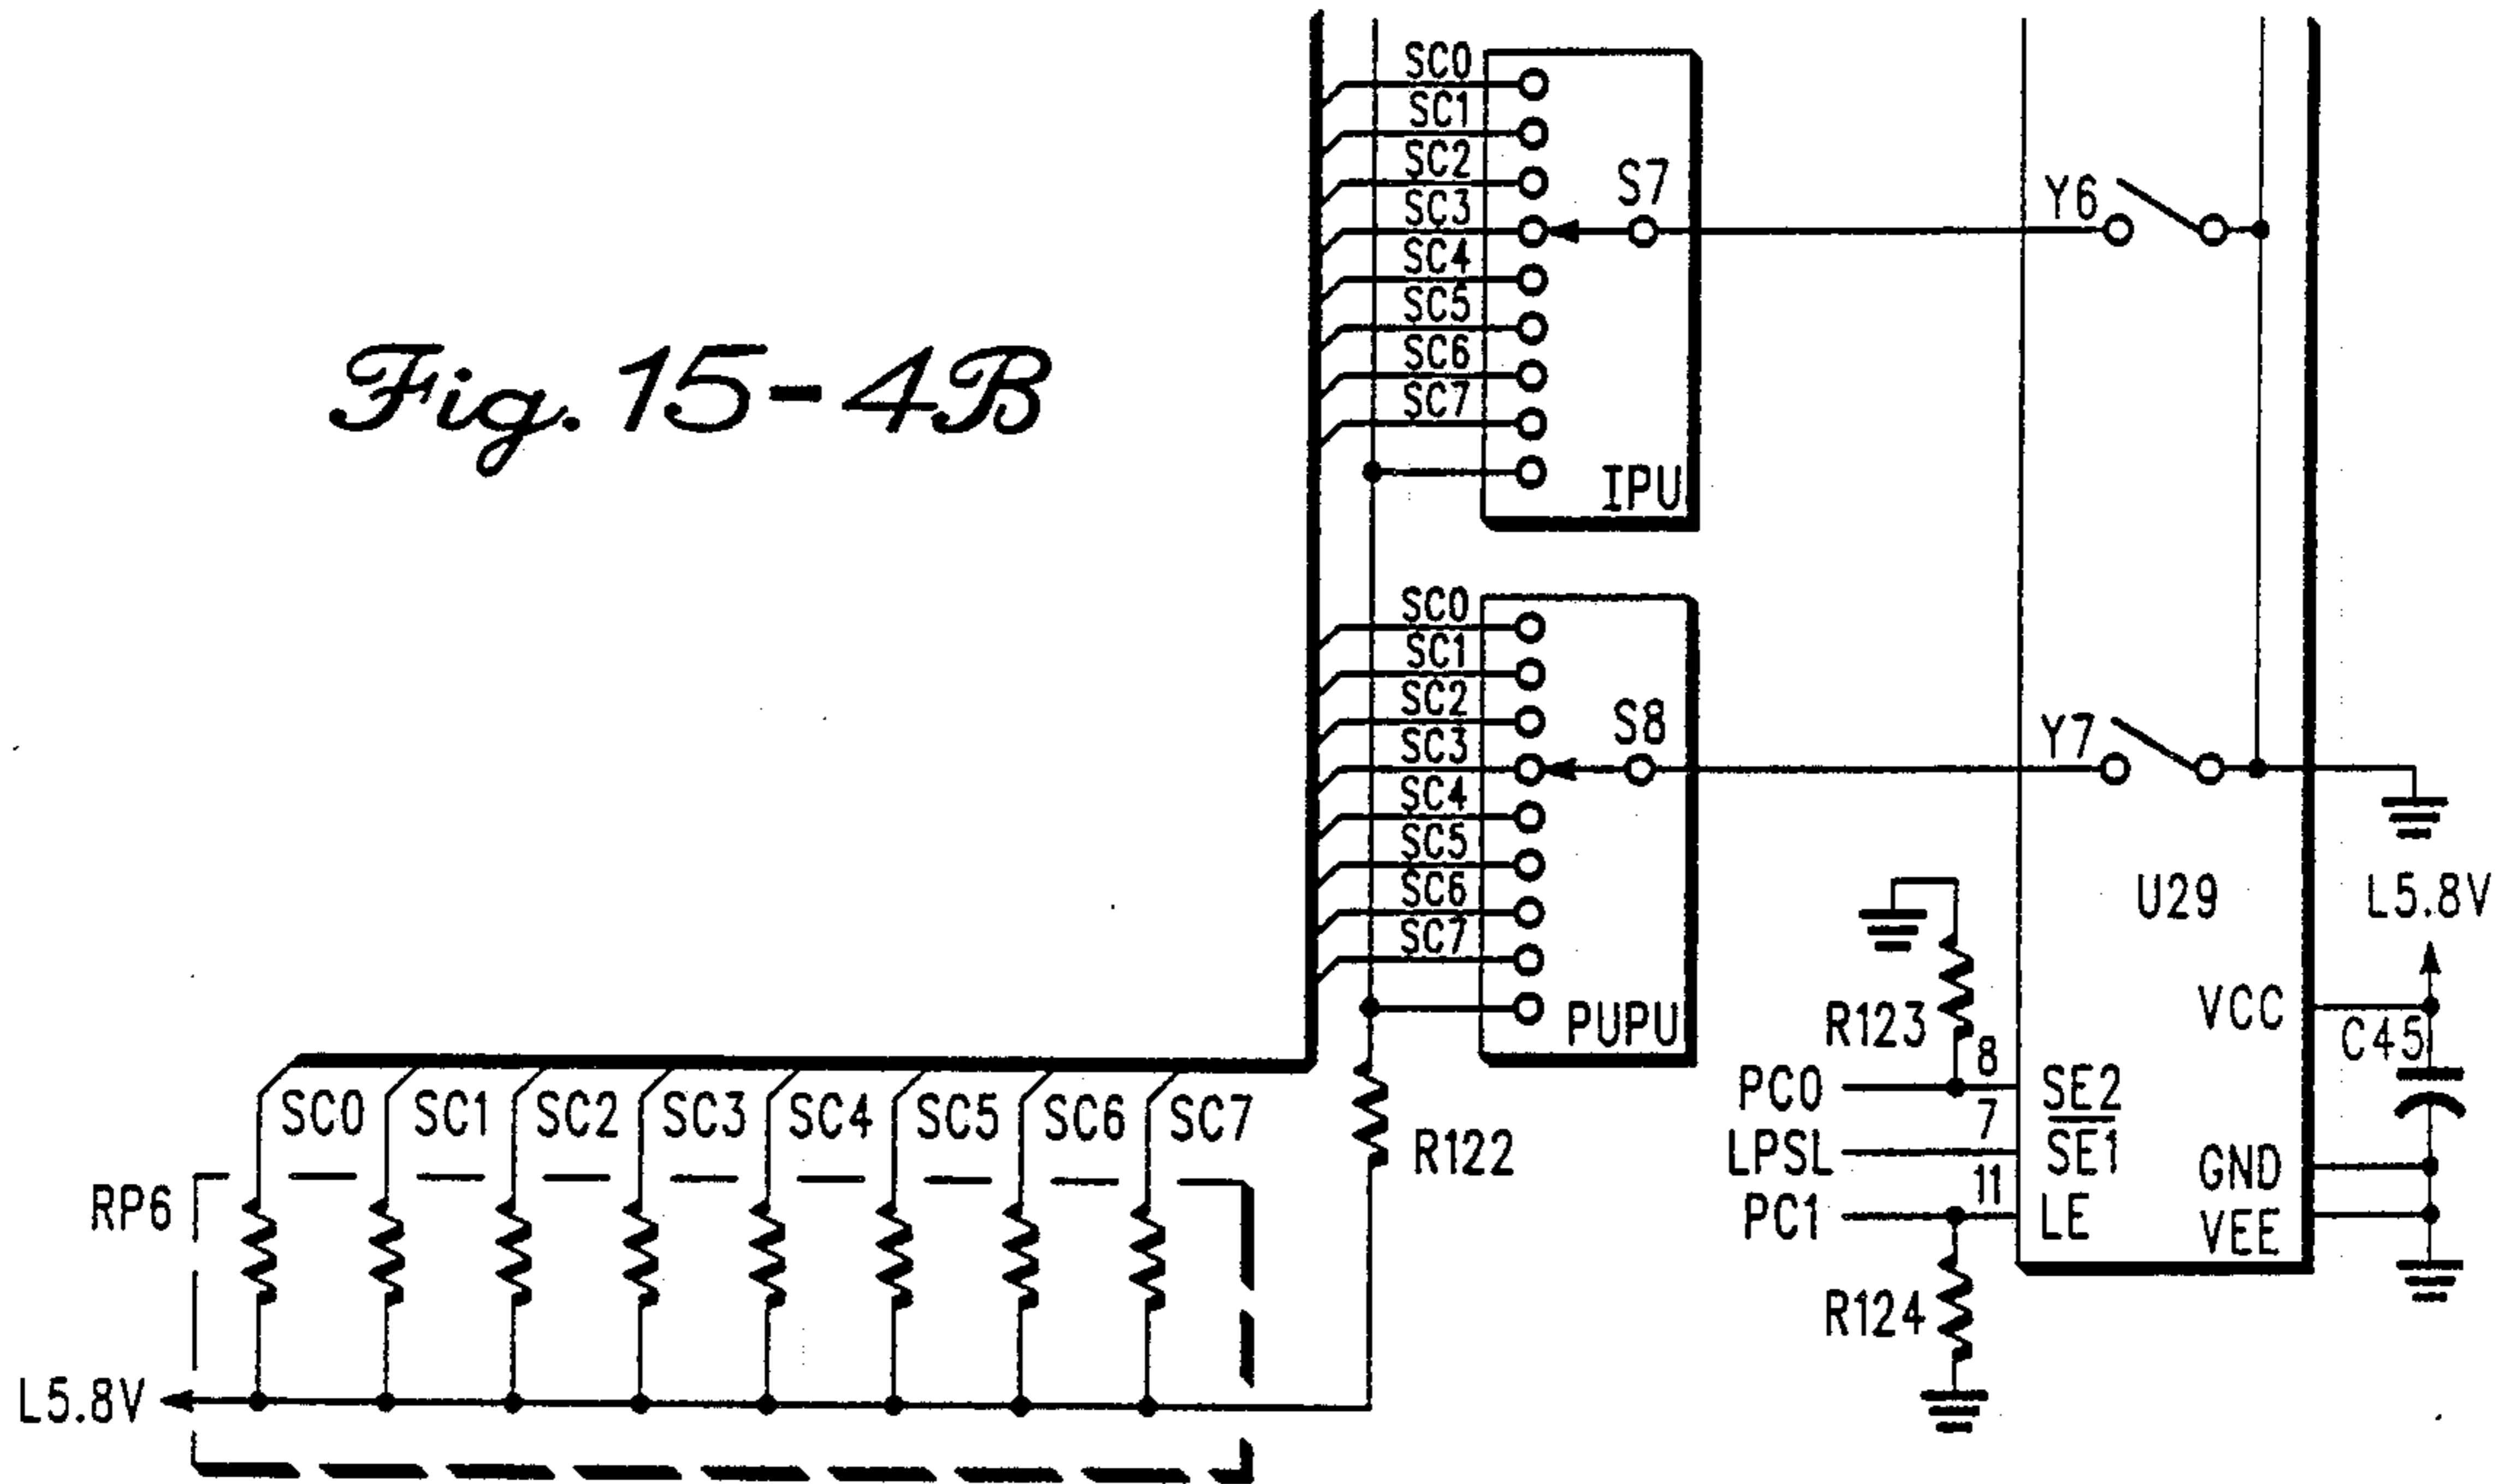 Fig. 15-4B
SC0
SC1
SC2
SC3
SC4
SC5
SC6
SC7
S7
IPU
Y6
SC0
SC1
SC2
SC3
SC4
SC5
SC6
SC7
S8
PUPU
Y7
U29
L5.8V
VCC
C45
R123
8
PC0
SE2
7
LPSL
SE1
11
PC1
LE
GND
VEE
R124
R122
SC0
SC1
SC2
SC3
SC4
SC5
SC6
SC7
RP6
L5.8V